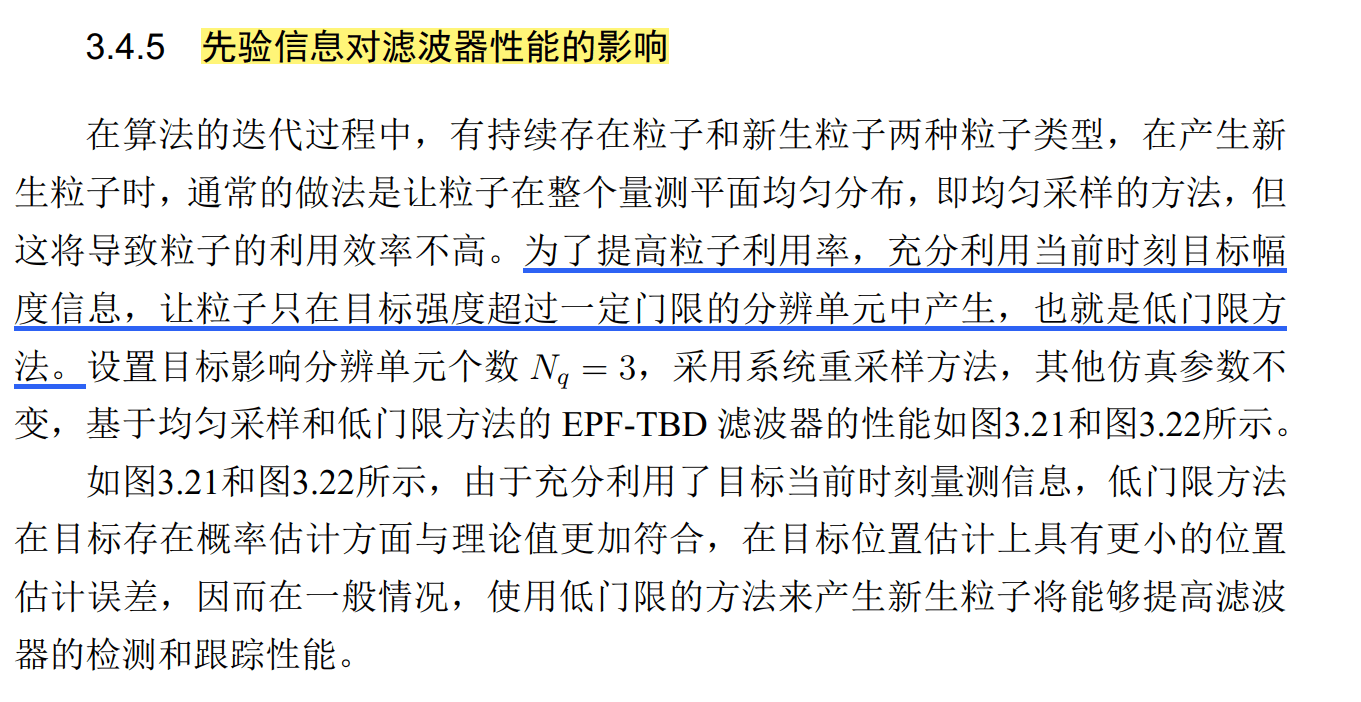 3.4.5 先验信息对滤波器性能的影响
在算法的迭代过程中，有持续存在粒子和新生粒子两种粒子类型，在产生新
生粒子时，通常的做法是让粒子在整个量测平面均匀分布，即均匀采样的方法，但
这将导致粒子的利用效率不高。为了提高粒子利用率，充分利用当前时刻目标幅
度信息，让粒子只在目标强度超过一定门限的分辨单元中产生，也就是低门限方
法。设置目标影响分辨单元个数 N_q = 3，采用系统重采样方法，其他仿真参数不
变，基于均匀采样和低门限方法的 EPF-TBD 滤波器的性能如图3.21和图3.22所示。
如图3.21和图3.22所示，由于充分利用了目标当前时刻量测信息，低门限方法
在目标存在概率估计方面与理论值更加符合，在目标位置估计上具有更小的位置
估计误差，因而在一般情况，使用低门限的方法来产生新生粒子将能够提高滤波
器的检测和跟踪性能。